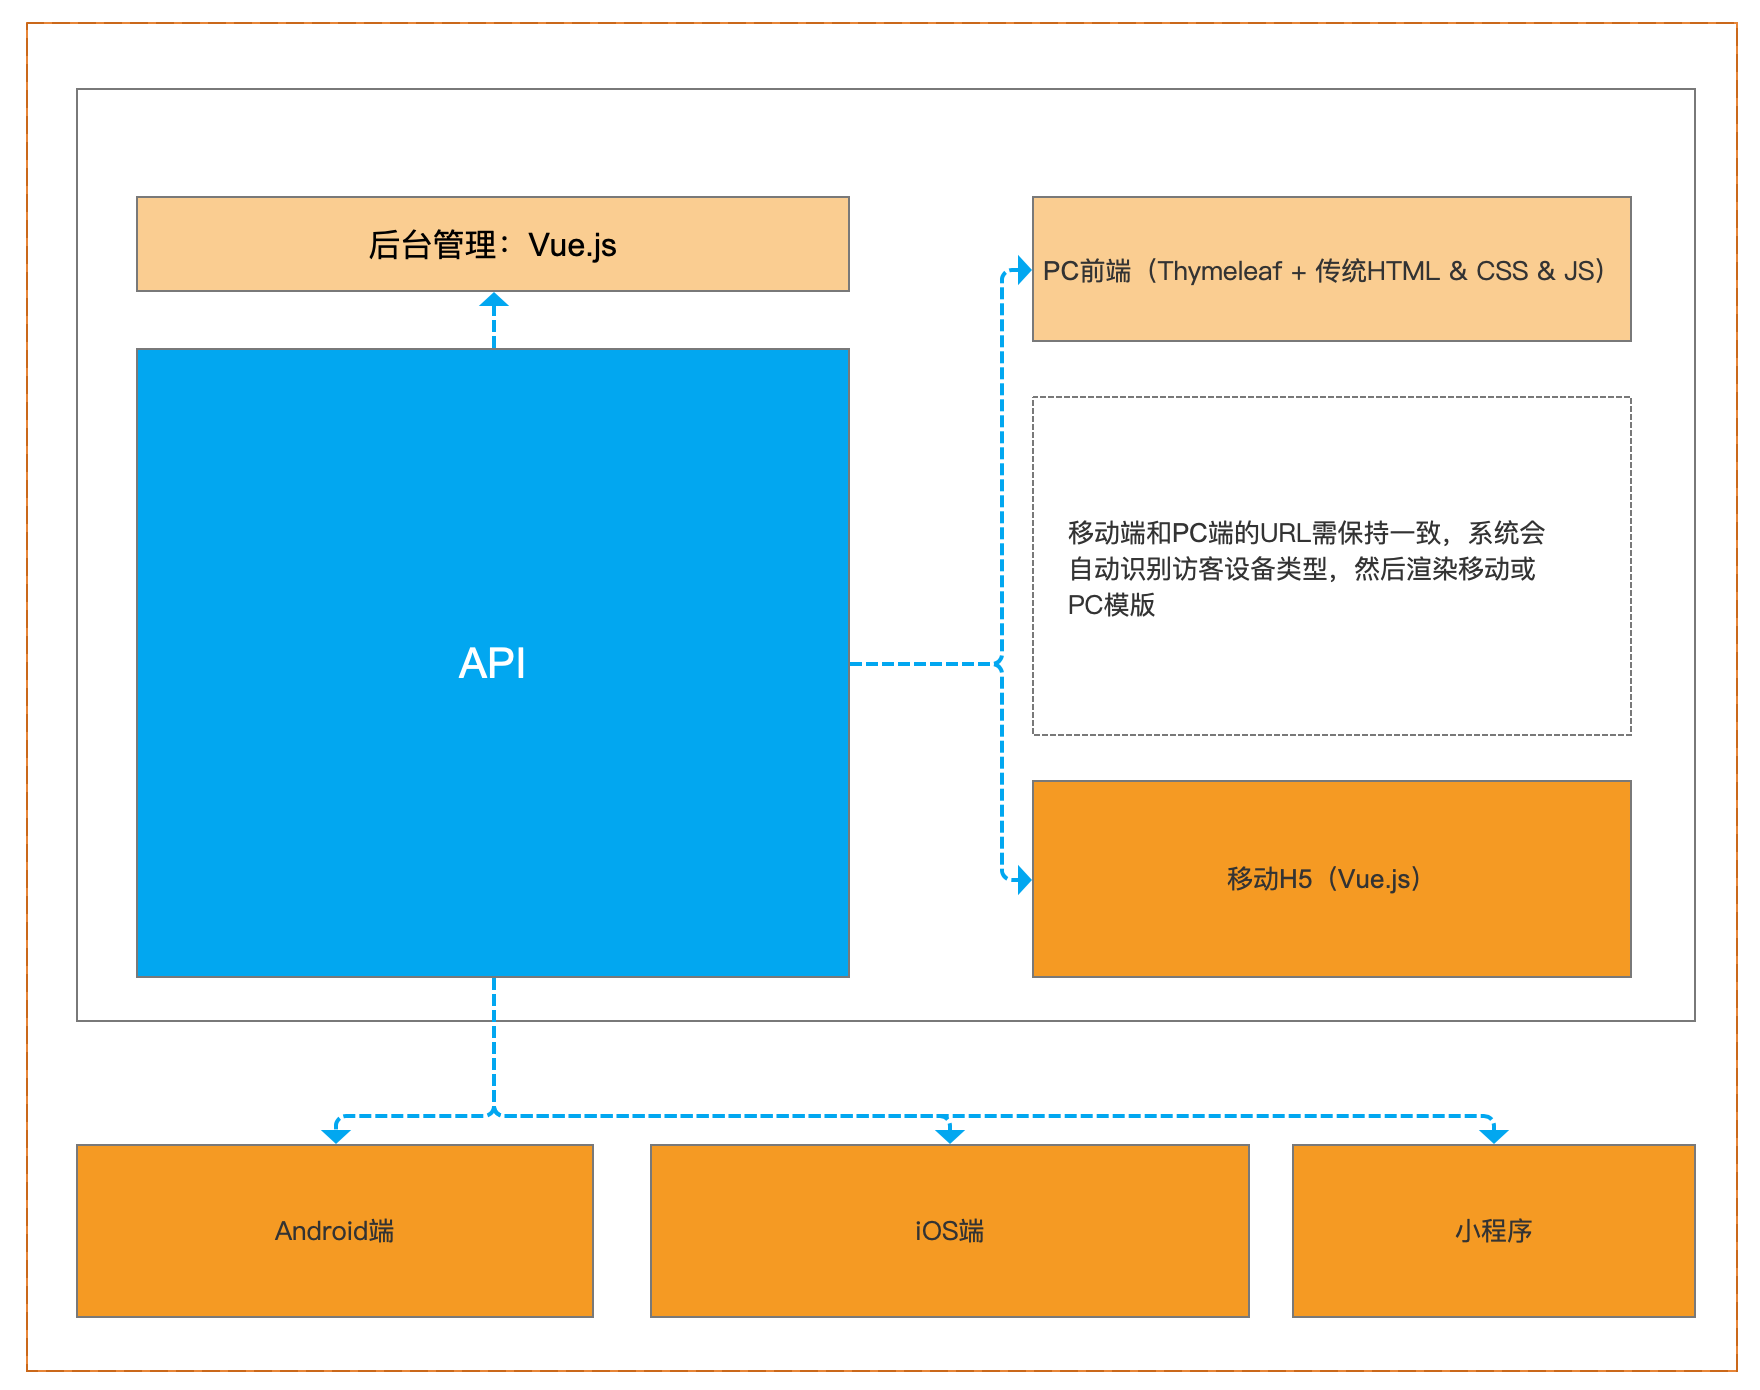 后台管理：Vue.js
PC前端（Thymeleaf + 传统HTML & CSS & JS）
移动端和PC端的URL需保持一致，系统会
自动识别访客设备类型，然后渲染移动或
PC模版
API
移动H5（Vue.js）
Android端
iOS端
小程序